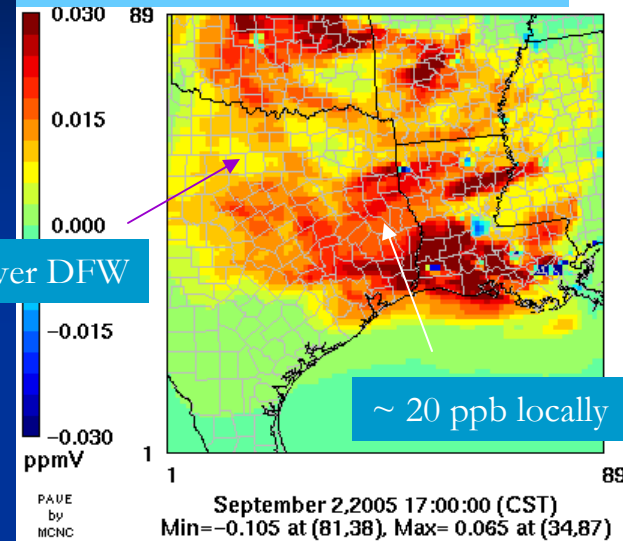 0.030
0.015
0.000
−0.015
−0.030
ppmV
89
1
1
89
over DFW
~ 20 ppb locally
PAVE
by
MCNC
September 2,2005 17:00:00 (CST)
Min=−0.105 at (81,38), Max= 0.065 at (34,87)